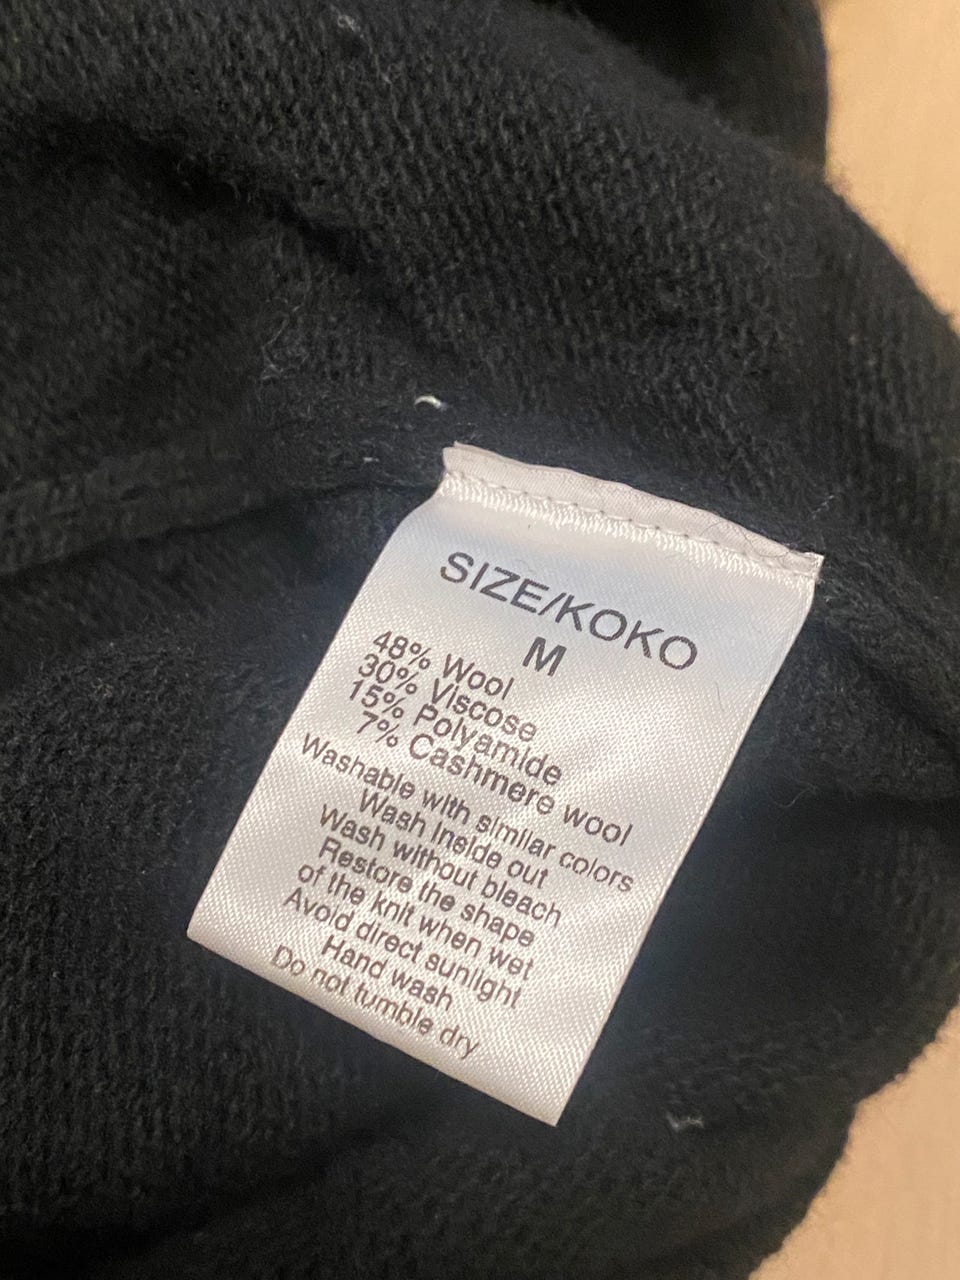 SIZE/KOKO
M
48% Wool
30% Viscose
15% Polyamide
7% Cashmere wool
Washable with similar colors
Wash inside out
Wash without bleach
Restore the shape
of the knit when wet
Avoid direct sunlight
Hand wash
Do not tumble dry